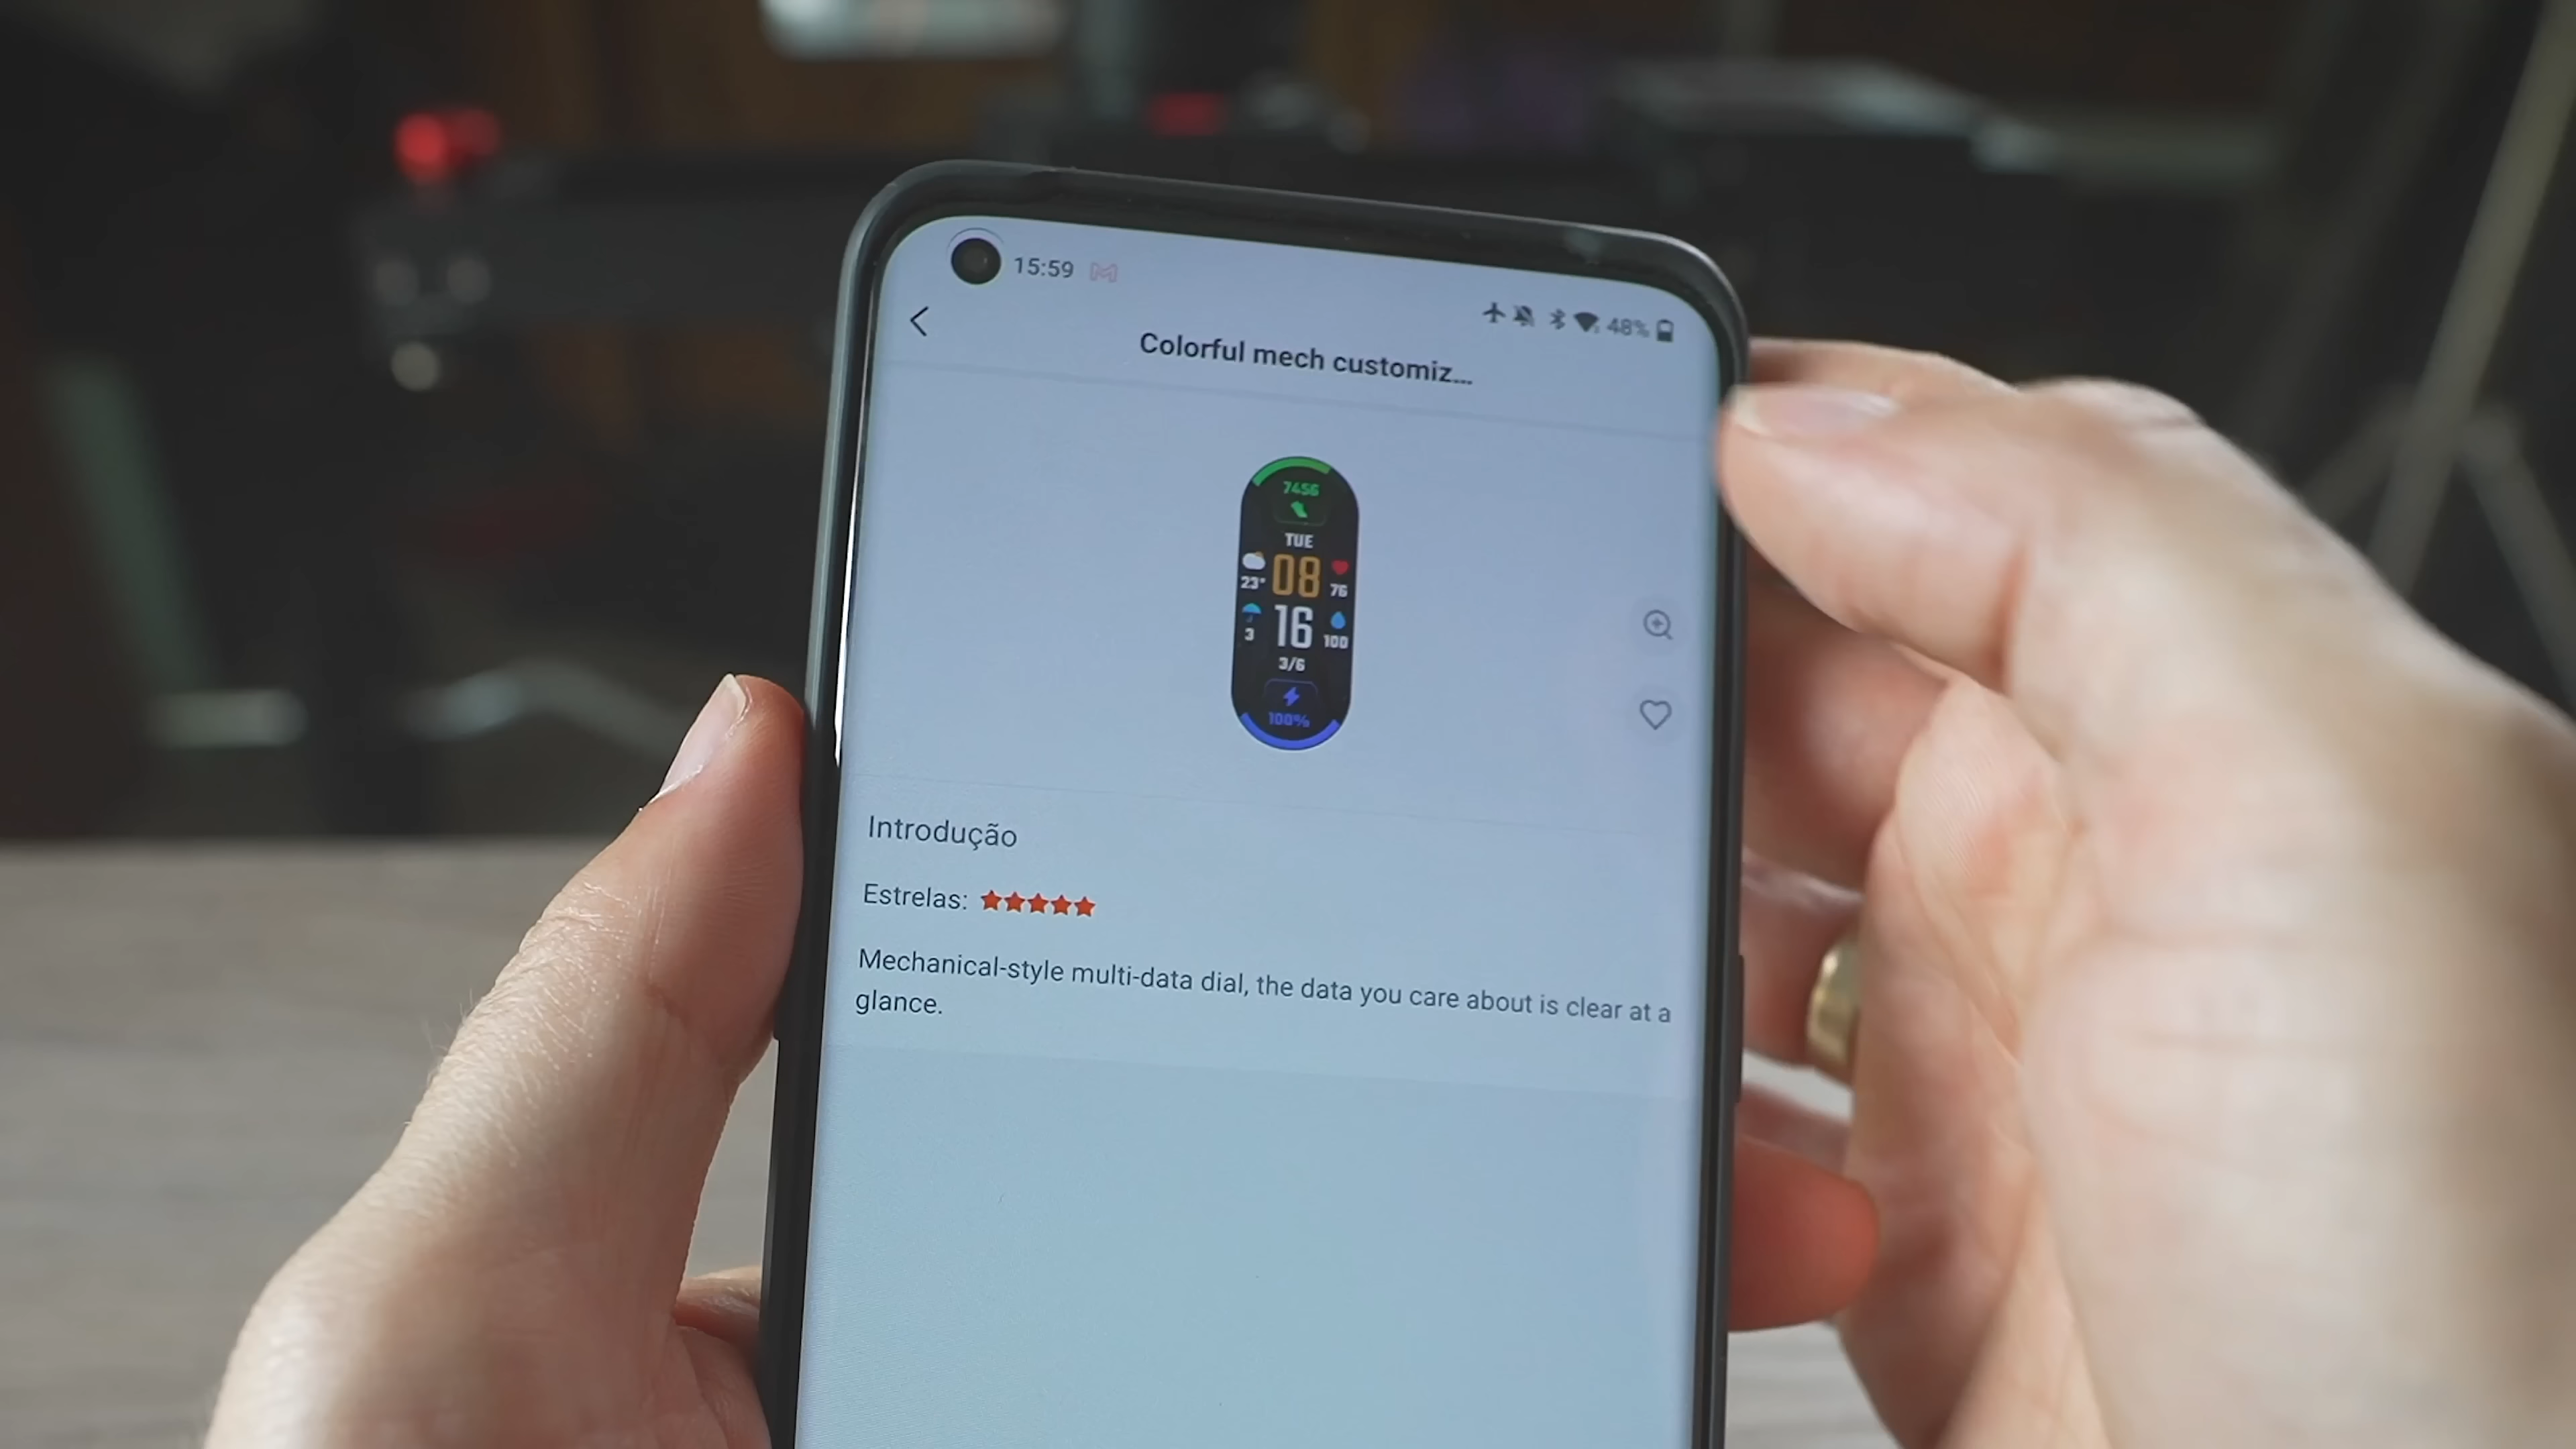 15:59
48%
Colorful mech customiz...
7456
TUE
08
23°
76
16
3
100
3/6
100%
Introdução
Estrelas:
Mechanical-style multi-data dial, the data you care about is clear at a
glance.